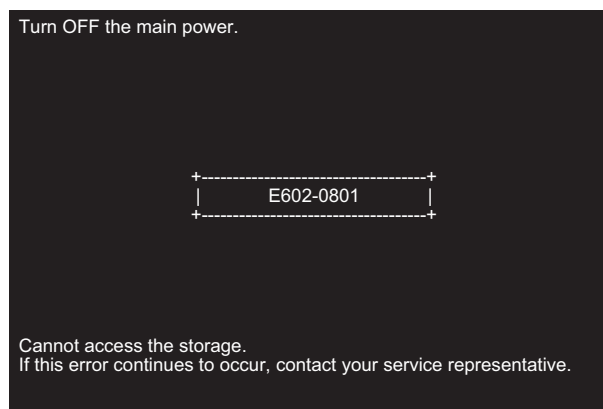 Turn OFF the main power.
+------------------------------------+
| E602-0801 |
+------------------------------------+
Cannot access the storage.
If this error continues to occur, contact your service representative.